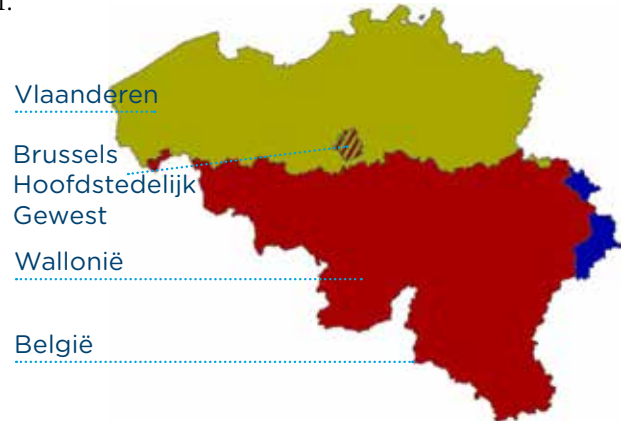 Vlaanderen
Brussels
Hoofdstedelijk
Gewest
Wallonië
België